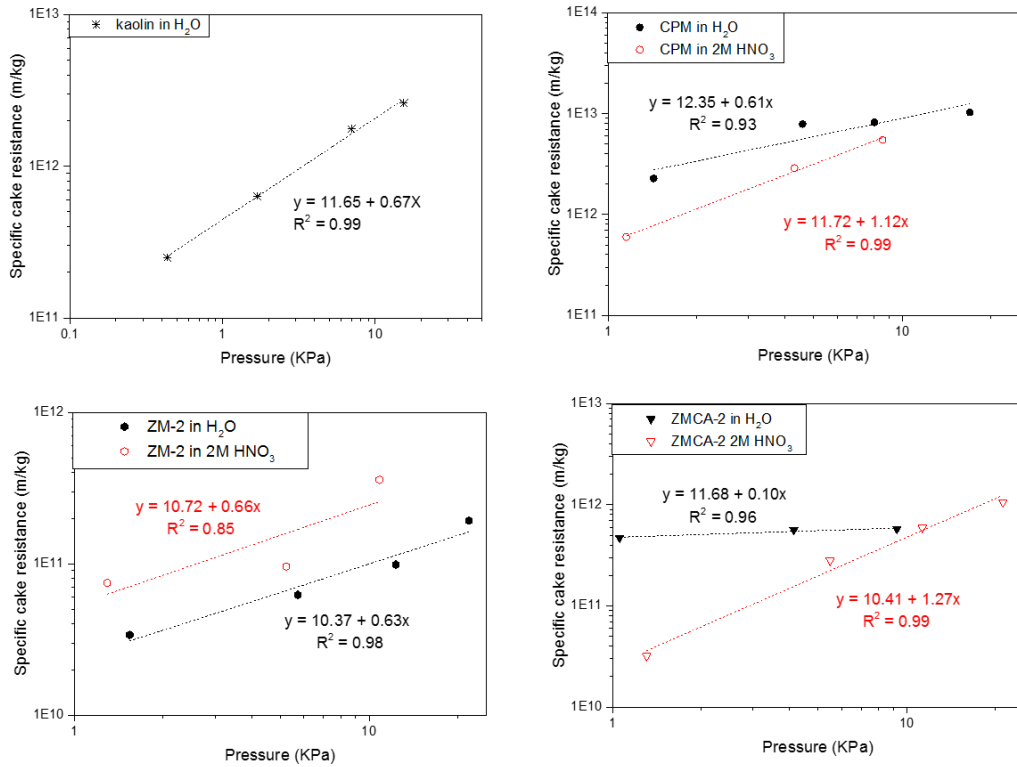 kaolin in H2O
1E13
1E12
1E11
Specific cake resistance (m/kg)
y = 11.65 + 0.67X
R2 = 0.99
0.1
1
10
Pressure (KPa)
CPM in H2O
CPM in 2M HNO3
1E14
1E13
1E12
1E11
Specific cake resistance (m/kg)
y = 12.35 + 0.61x
R2 = 0.93
y = 11.72 + 1.12x
R2 = 0.99
10
Pressure (KPa)
ZM-2 in H2O
ZM-2 in 2M HNO3
1E12
1E11
1E10
Specific cake resistance (m/kg)
y = 10.72 + 0.66x
R2 = 0.85
y = 10.37 + 0.63x
R2 = 0.98
1
10
Pressure (KPa)
ZMCA-2 in H2O
ZMCA-2 2M HNO3
1E13
1E12
1E11
1E10
Specific cake resistance (m/kg)
y = 11.68 + 0.10x
R2 = 0.96
y = 10.41 + 1.27x
R2 = 0.99
1
10
Pressure (KPa)